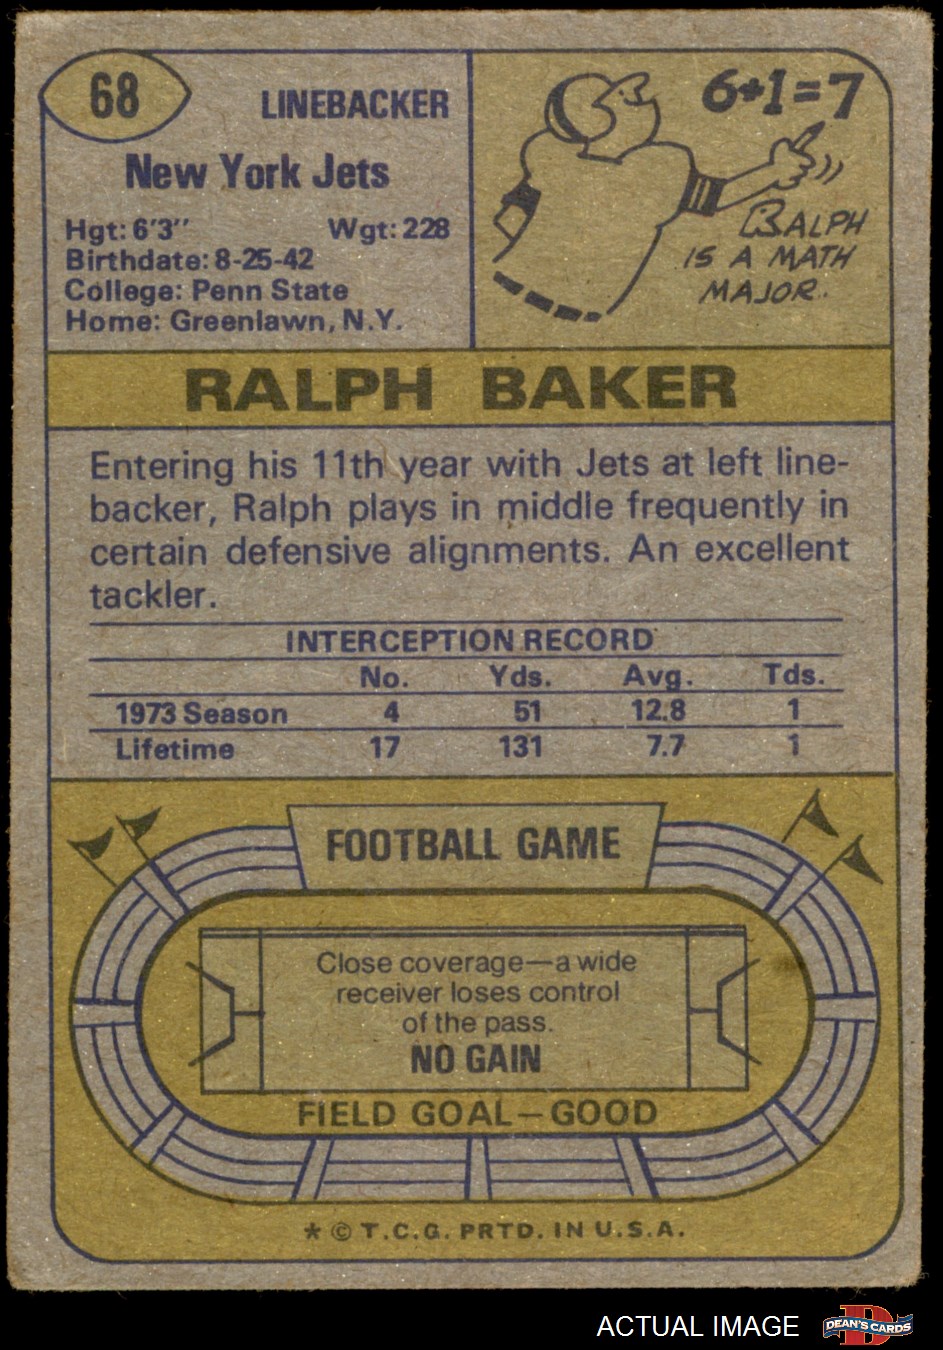 68
LINEBACKER
New York Jets
Hgt: 6'3'' Wgt: 228
Birthdate: 8-25-42
College: Penn State
Home: Greenlawn, N.Y.
6+1=7
RALPH
IS A MATH
MAJOR.
RALPH BAKER
Entering his 11th year with Jets at left line-
backer, Ralph plays in middle frequently in
certain defensive alignments. An excellent
tackler.
INTERCEPTION RECORD
No. Yds. Avg. Tds.
1973 Season 4 51 12.8 1
Lifetime 17 131 7.7 1
FOOTBALL GAME
Close coverage—a wide
receiver loses control
of the pass.
NO GAIN
FIELD GOAL—GOOD
* © T.C.G. PRTD. IN U.S.A.
ACTUAL IMAGE
D
DEAN'S CARDS